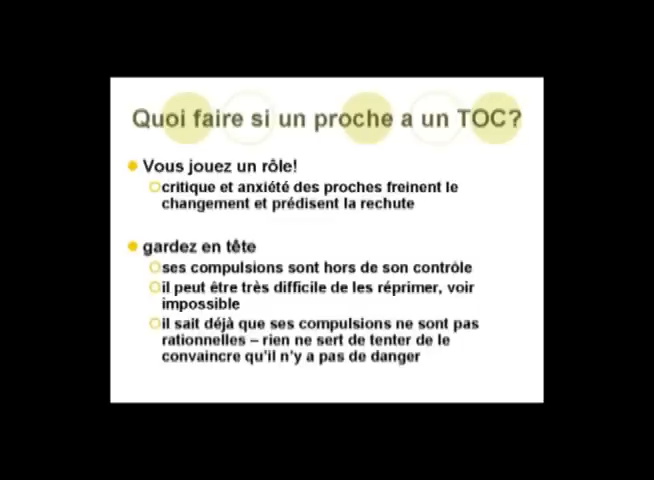 Quoi faire si un proche a un TOC?
Vous jouez un rôle!
critique et anxiété des proches freinent le
changement et prédisent la rechute
gardez en tête
ses compulsions sont hors de son contrôle
il peut être très difficile de les réprimer, voir
impossible
il sait déjà que ses compulsions ne sont pas
rationnelles – rien ne sert de tenter de le
convaincre qu'il n'y a pas de danger